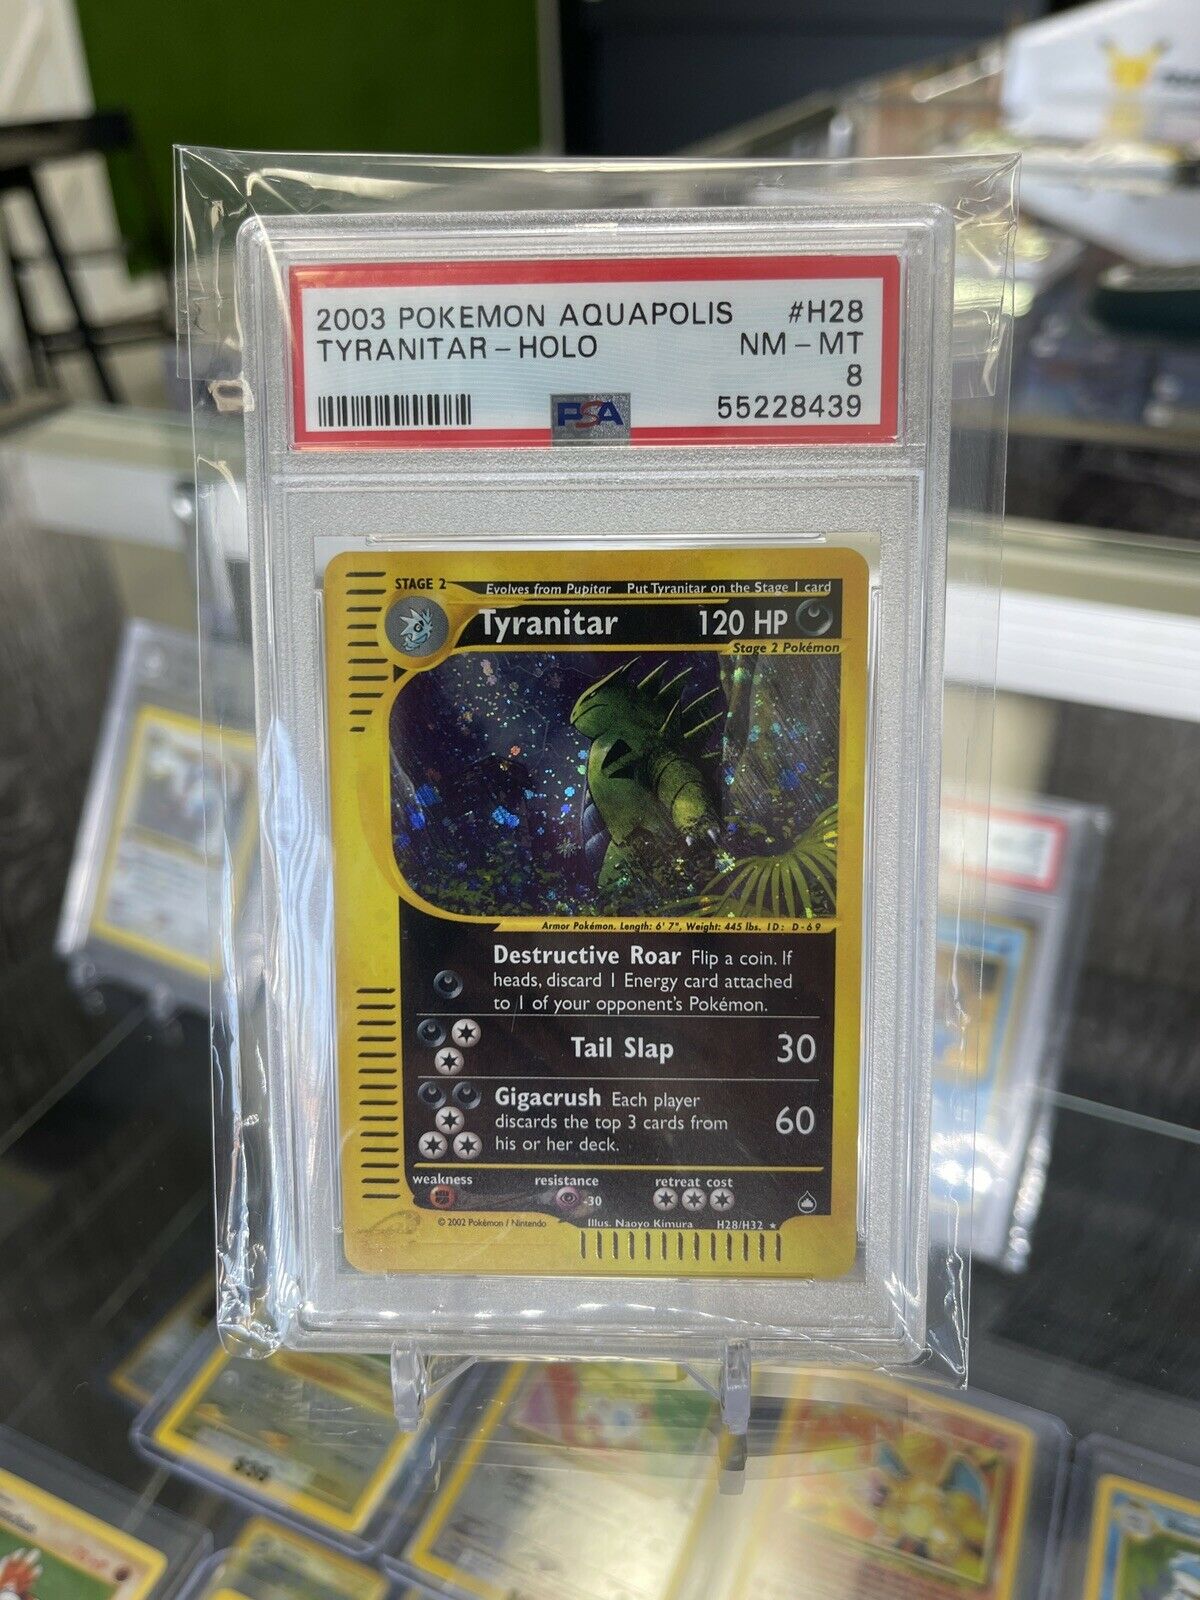 2003 POKEMON AQUAPOLIS #H28
TYRANITAR - HOLO NM - MT
8
PSA 55228439
STAGE 2 Evolves from Pupitar Put Tyranitar on the Stage 1 card
Tyranitar 120 HP
Stage 2 Pokémon
Armor Pokémon. Length: 6' 7", Weight: 445 lbs. ID: D-69
Destructive Roar Flip a coin. If
heads, discard 1 Energy card attached
to 1 of your opponent's Pokémon.
Tail Slap 30
Gigacrush Each player
discards the top 3 cards from
his or her deck. 60
weakness resistance retreat cost
-30
© 2002 Pokémon / Nintendo Illus. Naoyo Kimura H28/H32 ★